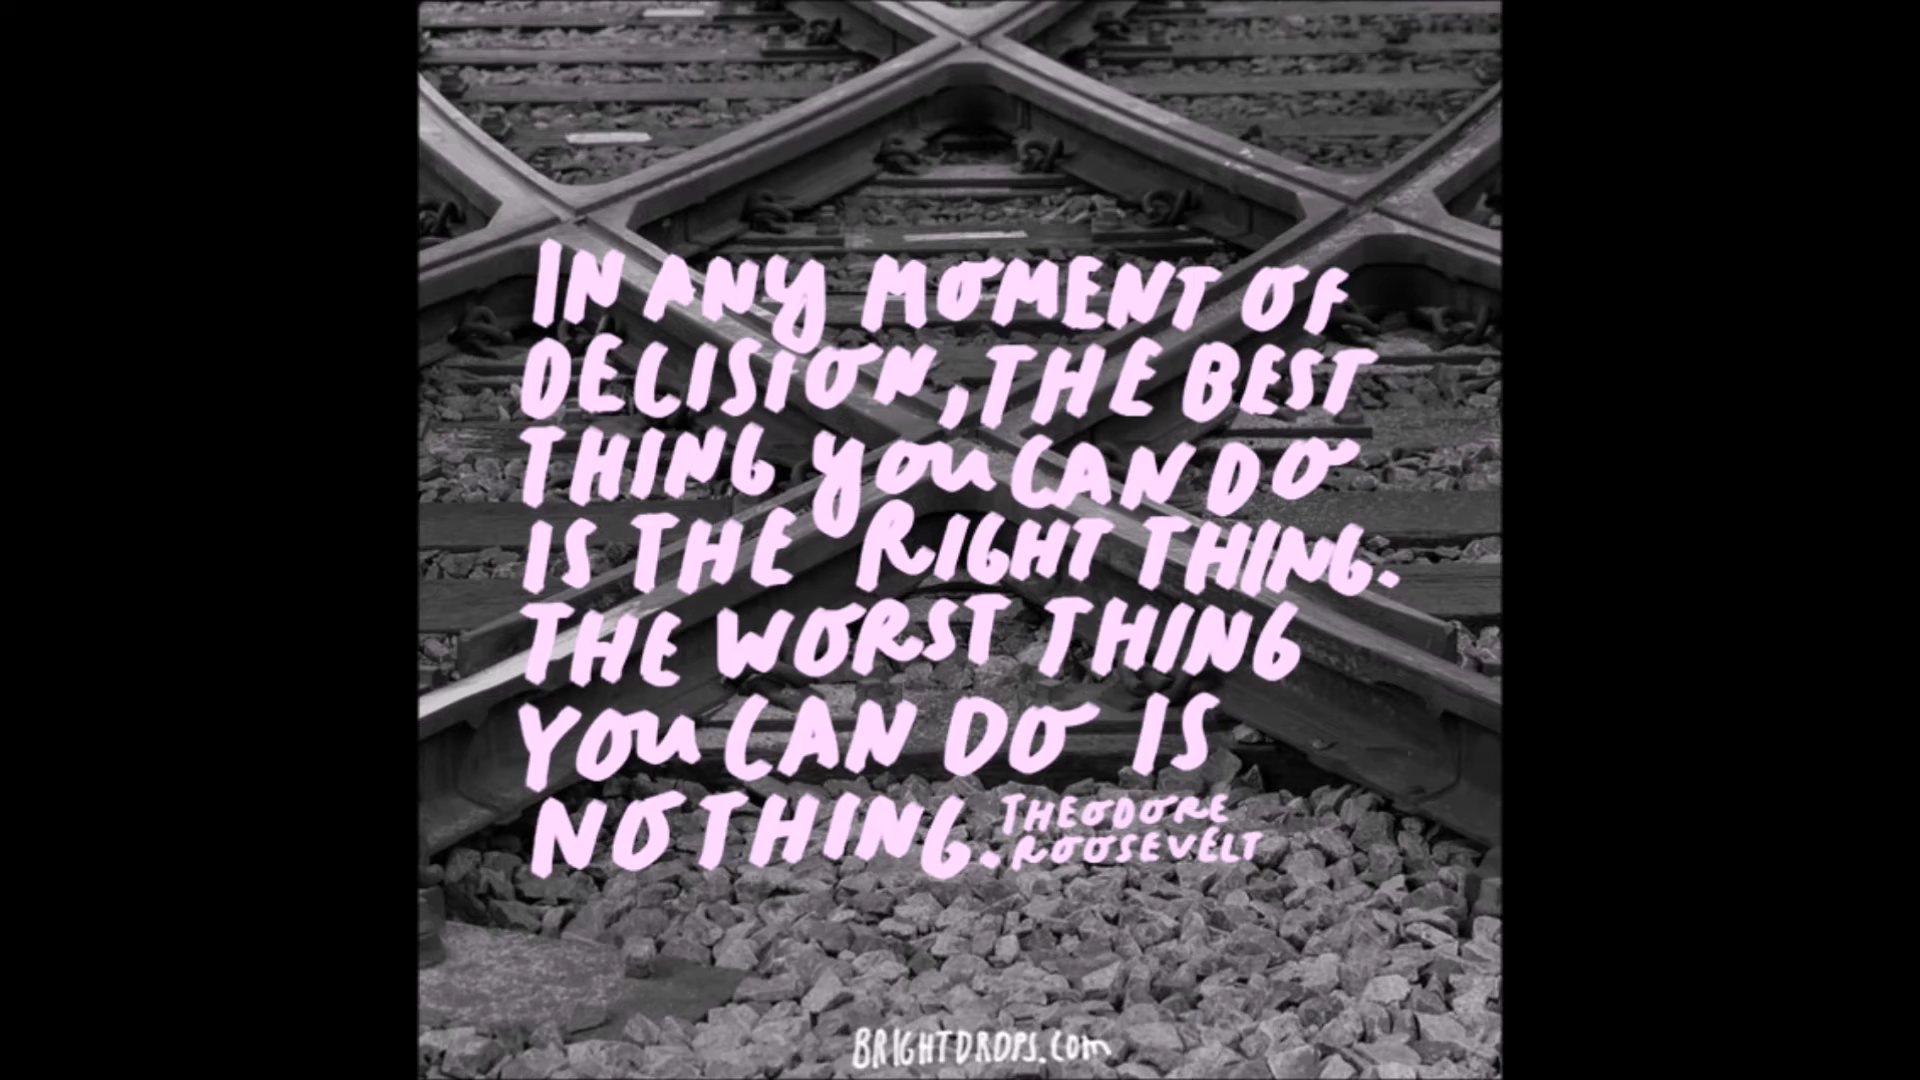 IN ANY MOMENT OF
DECISION, THE BEST
THING you CAN DO
IS THE RIGHT THING.
THE WORST THING
You CAN DO IS
NOTHING. THEODORE
ROOSEVELT
BRIGHTDROPS.com